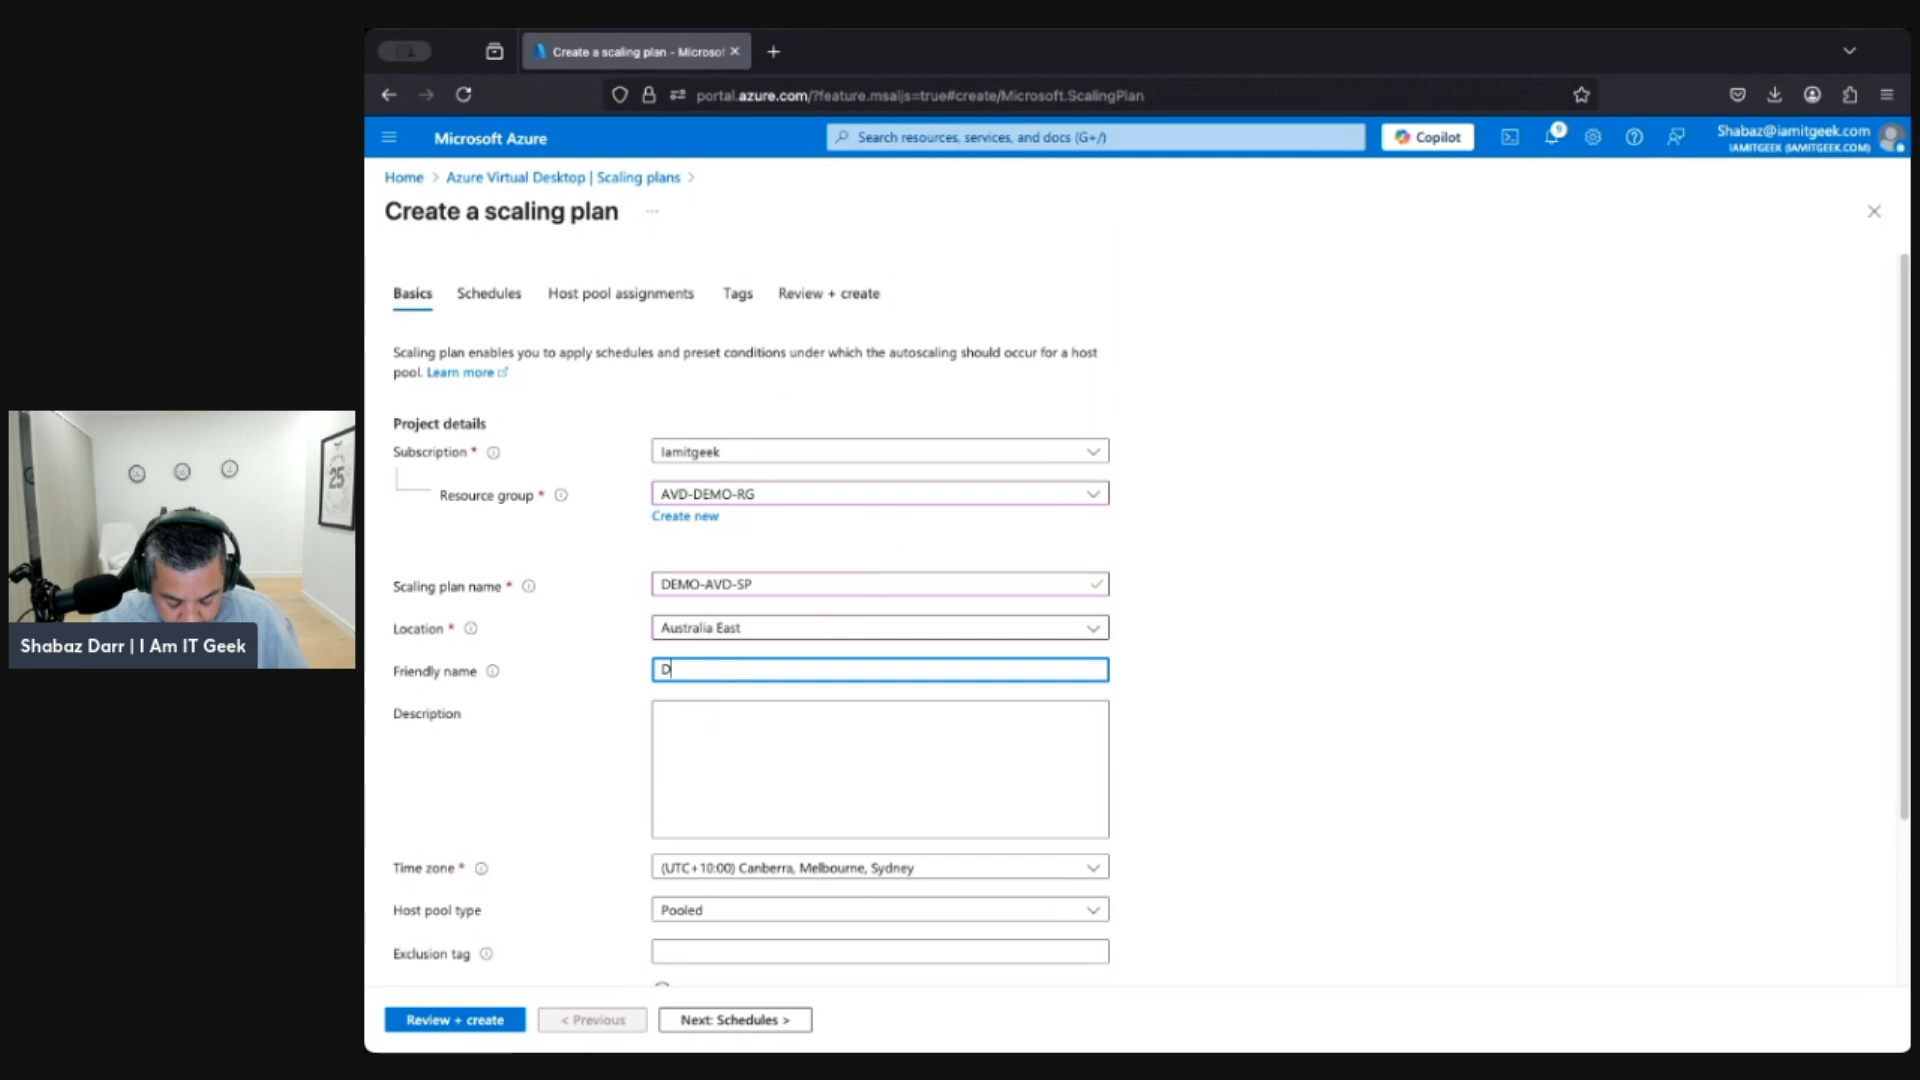 Create a scaling plan - Microsof
portal.azure.com/?feature.msaljs=true#create/Microsoft.ScalingPlan
Microsoft Azure
Search resources, services, and docs (G+/)
Copilot
9
Shabaz@iamitgeek.com
IAMITGEEK (IAMITGEEK.COM)
Home > Azure Virtual Desktop | Scaling plans >
Create a scaling plan ...
Basics Schedules Host pool assignments Tags Review + create
Scaling plan enables you to apply schedules and preset conditions under which the autoscaling should occur for a host
pool. Learn more
Project details
Subscription * Iamitgeek
Resource group * AVD-DEMO-RG
Create new
Scaling plan name * DEMO-AVD-SP
Location * Australia East
Friendly name D
Description
Time zone * (UTC+10:00) Canberra, Melbourne, Sydney
Host pool type Pooled
Exclusion tag
Review + create < Previous Next: Schedules >
25
Shabaz Darr | I Am IT Geek